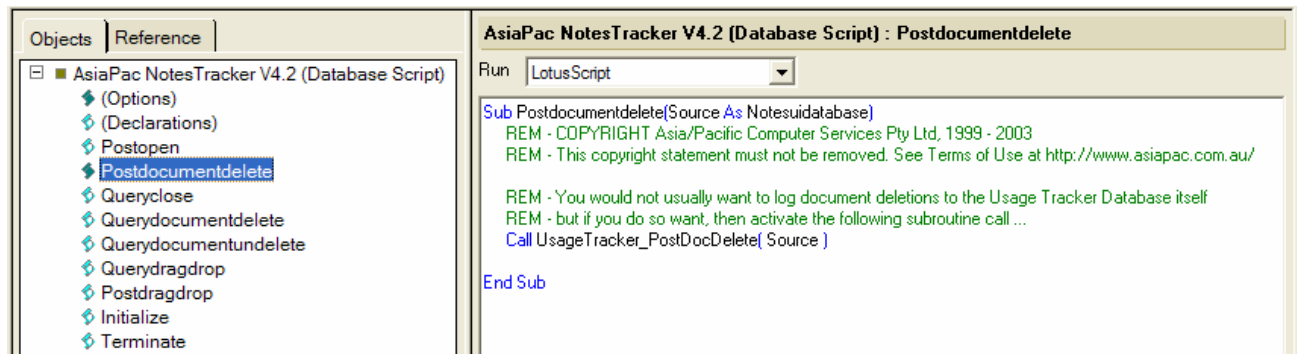 Objects
Reference
AsiaPac NotesTracker V4.2 (Database Script)
(Options)
(Declarations)
Postopen
Postdocumentdelete
Queryclose
Querydocumentdelete
Querydocumentundelete
Querydragdrop
Postdragdrop
Initialize
Terminate
AsiaPac NotesTracker V4.2 (Database Script) : Postdocumentdelete
Run LotusScript
Sub Postdocumentdelete(Source As Notesuidatabase)
REM - COPYRIGHT Asia/Pacific Computer Services Pty Ltd, 1999 - 2003
REM - This copyright statement must not be removed. See Terms of Use at http://www.asiapac.com.au/
REM - You would not usually want to log document deletions to the Usage Tracker Database itself
REM - but if you do so want, then activate the following subroutine call ...
Call UsageTracker_PostDocDelete( Source )
End Sub